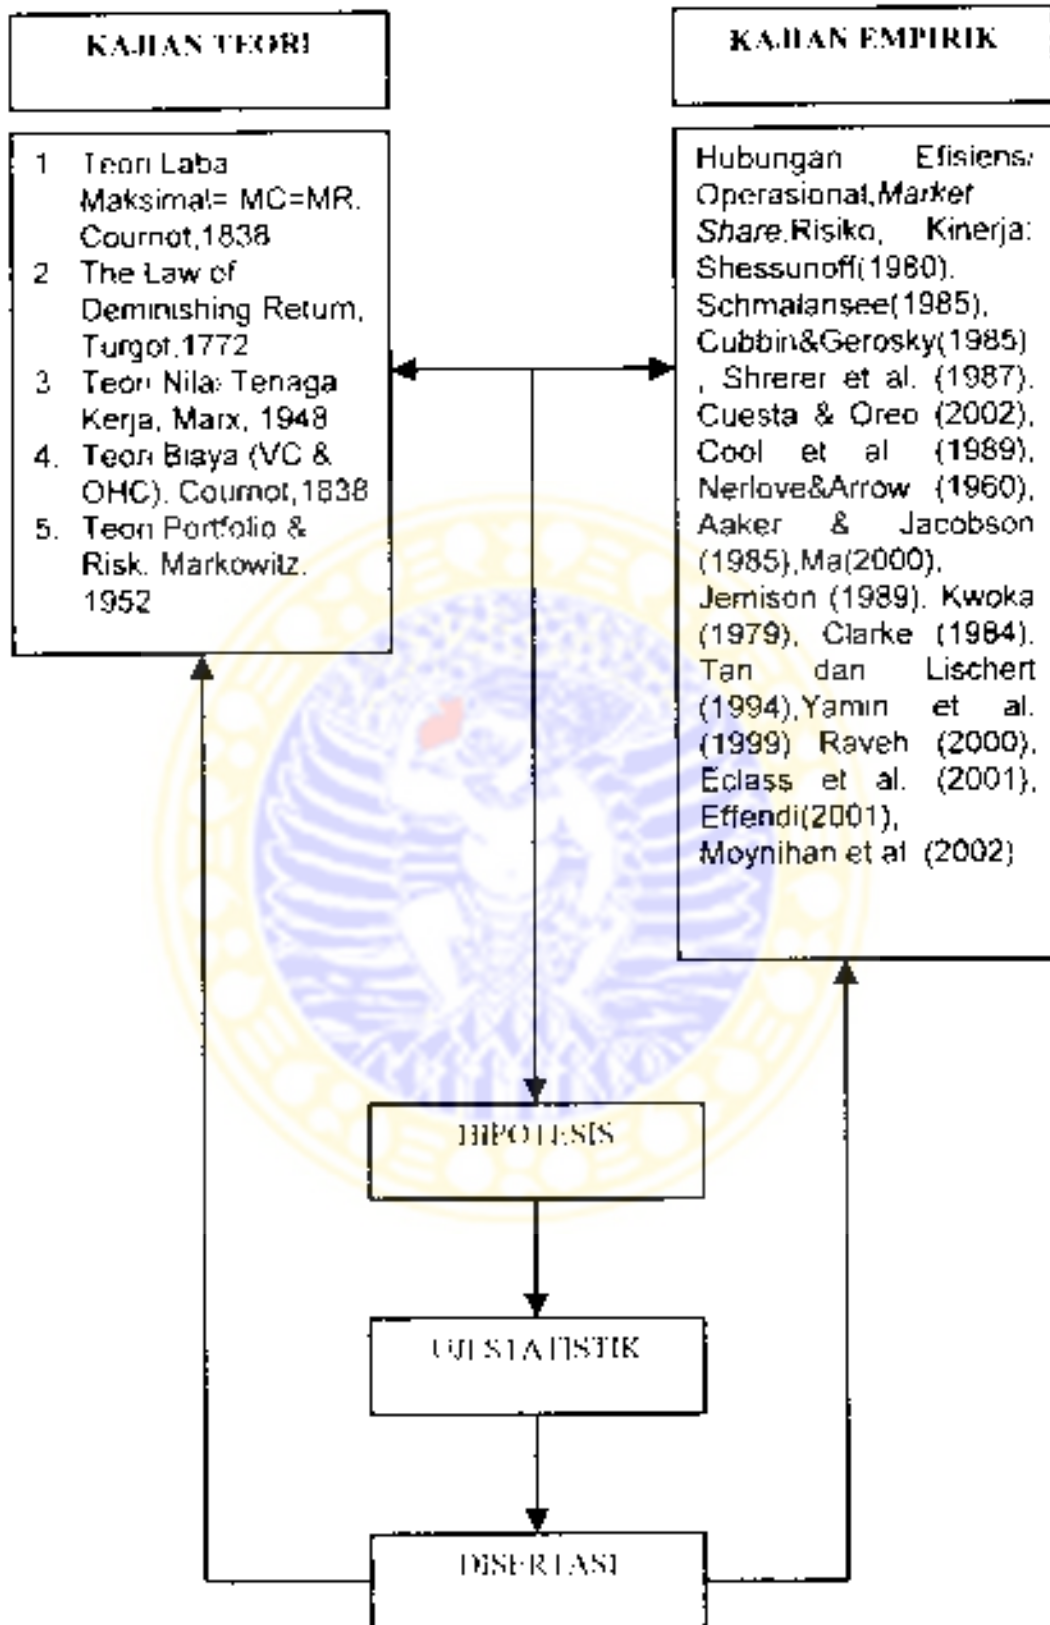 KAJIAN TEORI
1 Teori Laba
Maksimal= MC=MR.
Cournot,1838
2 The Law of
Deminishing Return,
Turgot,1772
3 Teori Nilai Tenaga
Kerja, Marx, 1948
4. Teori Biaya (VC &
OHC). Cournot,1838
5. Teori Portfolio &
Risk. Markowitz.
1952
KAJIAN EMPIRIK
Hubungan Efisiensi
Operasional,Market
Share.Risiko, Kinerja:
Shessunoff(1980).
Schmalansee(1985),
Cubbin&Gerosky(1985)
, Shrerer et al. (1987).
Cuesta & Oreo (2002),
Cool et al (1989),
Nerlove&Arrow (1960),
Aaker & Jacobson
(1985),Ma(2000),
Jemison (1989). Kwoka
(1979), Clarke (1984).
Tan dan Lischert
(1994),Yamin et al.
(1999) Raveh (2000),
Eclass et al. (2001),
Effendi(2001),
Moynihan et al (2002)
HIPOTESIS
UJI STATISTIK
DISERTASI